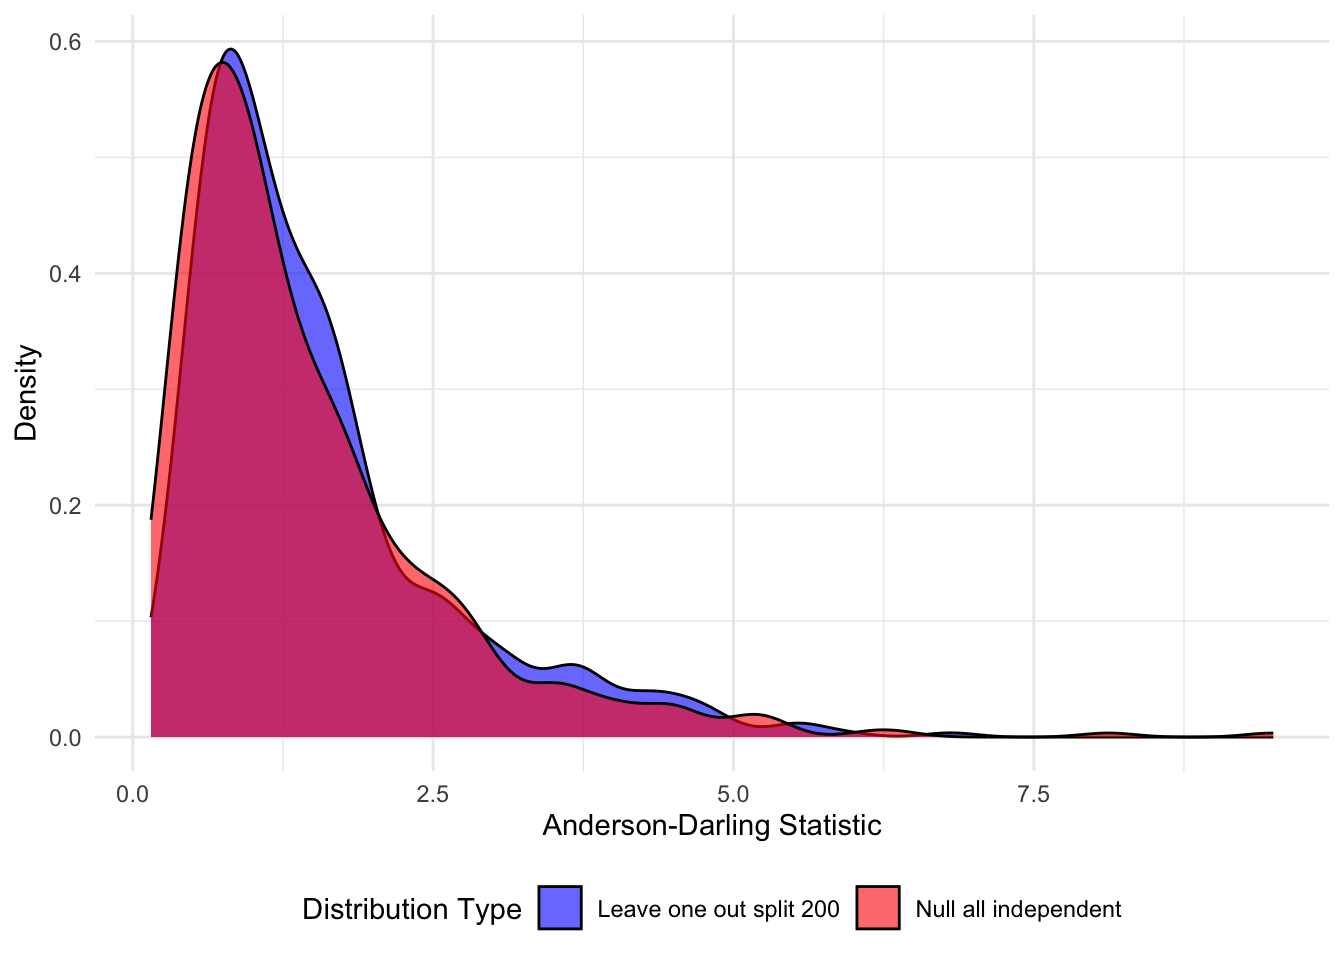 0.6
0.4
0.2
0.0
Density
0.0 2.5 5.0 7.5
Anderson-Darling Statistic
Distribution Type Leave one out split 200 Null all independent